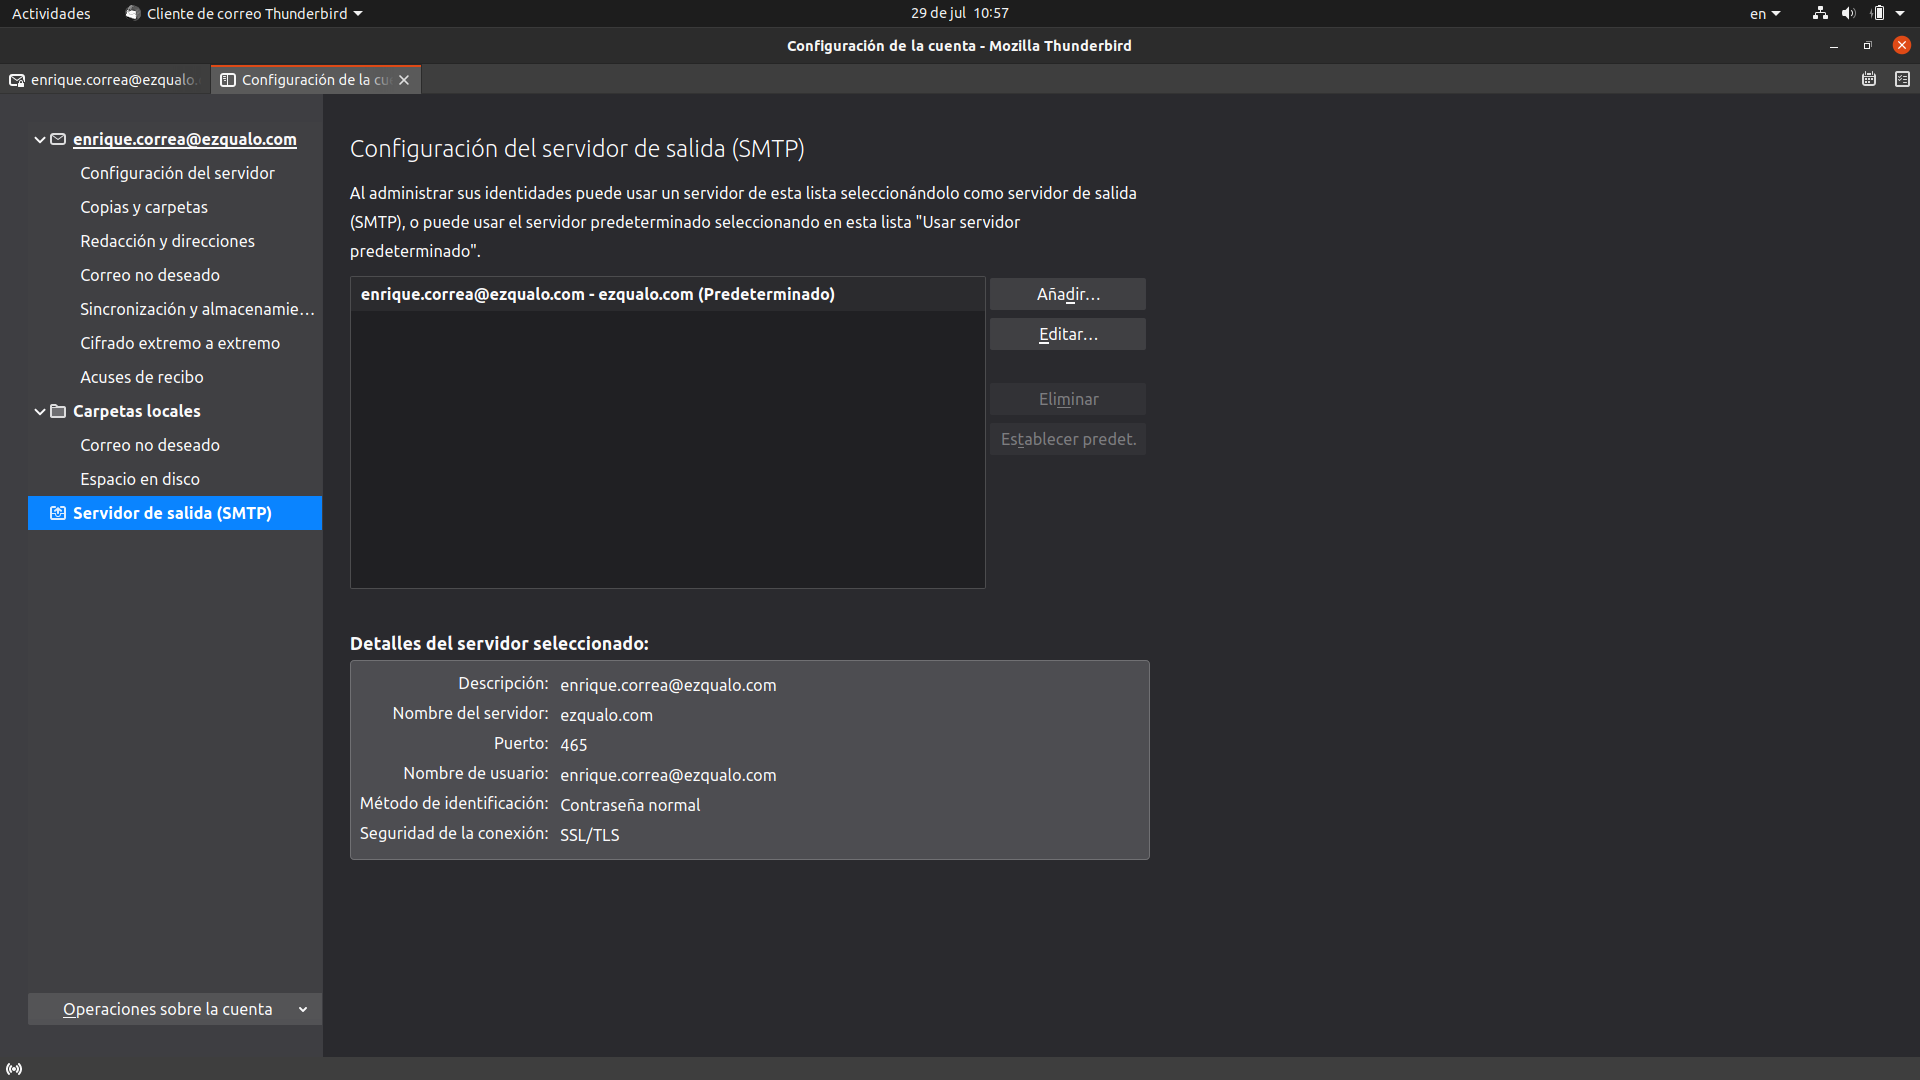 Actividades
Cliente de correo Thunderbird
29 de jul 10:57
en
Configuración de la cuenta - Mozilla Thunderbird
enrique.correa@ezqualo.
Configuración de la cu
enrique.correa@ezqualo.com
Configuración del servidor
Copias y carpetas
Redacción y direcciones
Correo no deseado
Sincronización y almacenamie…
Cifrado extremo a extremo
Acuses de recibo
Carpetas locales
Correo no deseado
Espacio en disco
Servidor de salida (SMTP)
Operaciones sobre la cuenta
Configuración del servidor de salida (SMTP)
Al administrar sus identidades puede usar un servidor de esta lista seleccionándolo como servidor de salida
(SMTP), o puede usar el servidor predeterminado seleccionando en esta lista "Usar servidor
predeterminado".
enrique.correa@ezqualo.com - ezqualo.com (Predeterminado)
Añadir…
Editar…
Eliminar
Establecer predet.
Detalles del servidor seleccionado:
Descripción: enrique.correa@ezqualo.com
Nombre del servidor: ezqualo.com
Puerto: 465
Nombre de usuario: enrique.correa@ezqualo.com
Método de identificación: Contraseña normal
Seguridad de la conexión: SSL/TLS